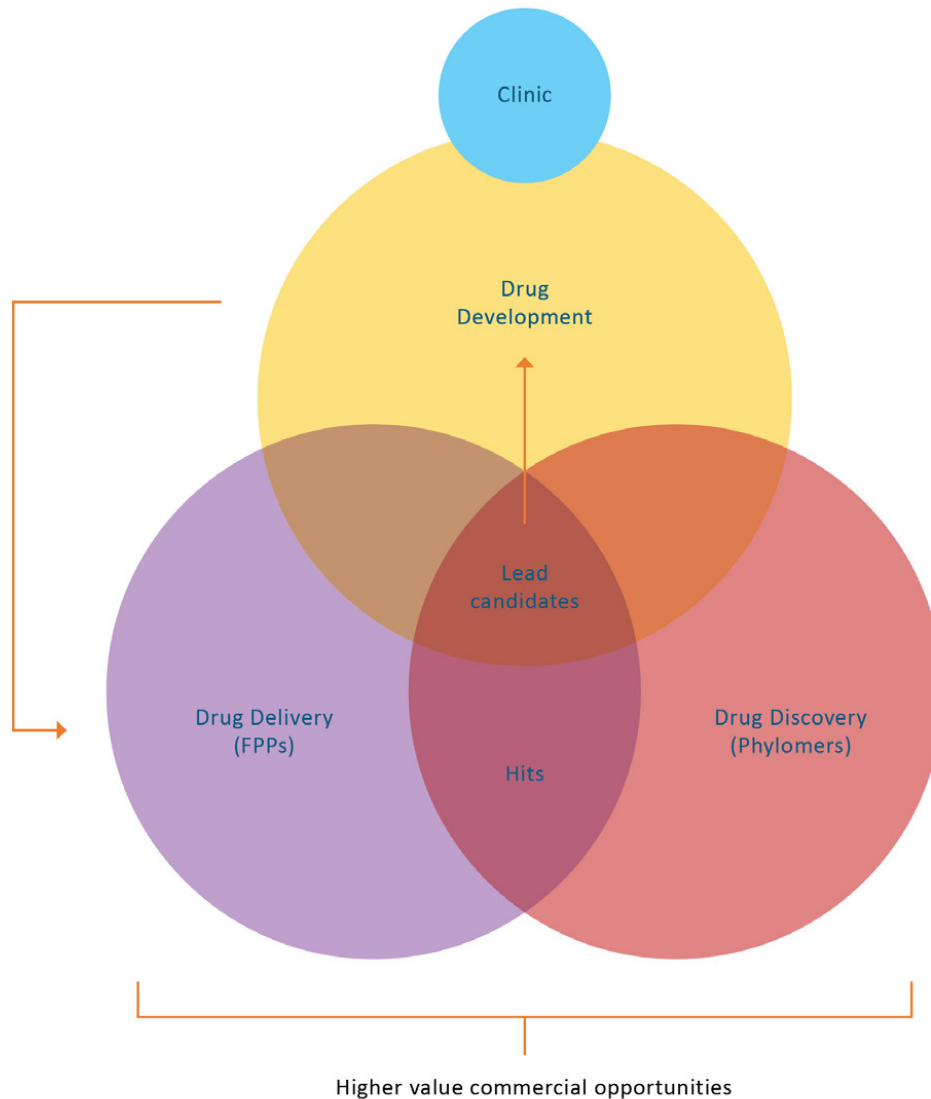 Clinic
Drug
Development
Lead
candidates
Drug Delivery
(FPPs)
Drug Discovery
(Phylomers)
Hits
Higher value commercial opportunities